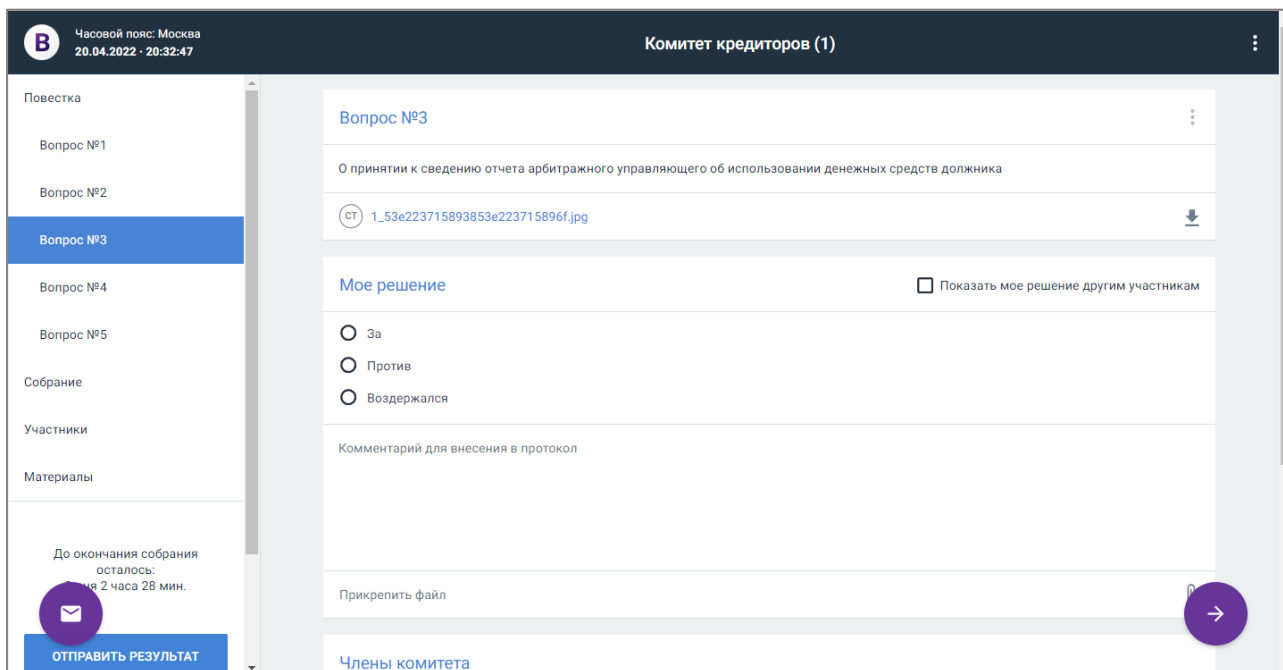 B
Часовой пояс: Москва
20.04.2022 · 20:32:47
Комитет кредиторов (1)
Повестка
Вопрос №1
Вопрос №2
Вопрос №3
Вопрос №4
Вопрос №5
Собрание
Участники
Материалы
До окончания собрания
осталось:
2 часа 28 мин.
ОТПРАВИТЬ РЕЗУЛЬТАТ
Вопрос №3
О принятии к сведению отчета арбитражного управляющего об использовании денежных средств должника
СТ 1_53e223715893853e223715896f.jpg
Мое решение
Показать мое решение другим участникам
За
Против
Воздержался
Комментарий для внесения в протокол
Прикрепить файл
Члены комитета